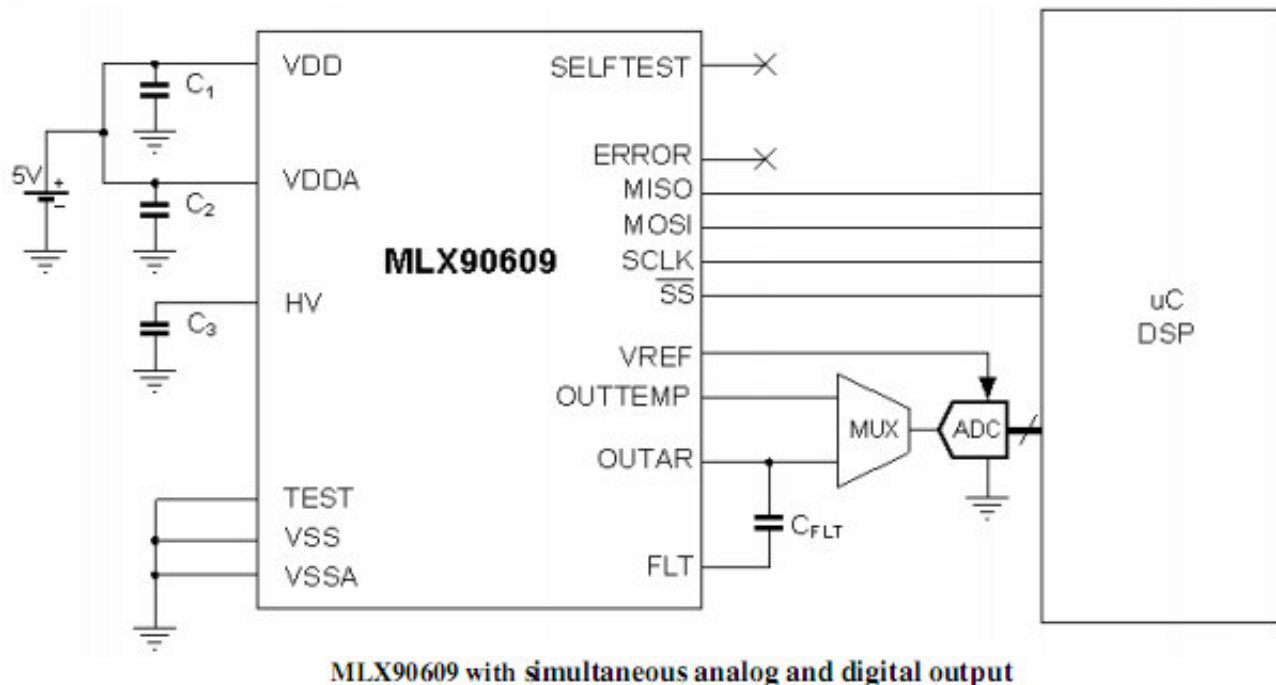 VDD
C1
5V
+
-
VDDA
C2
HV
C3
TEST
VSS
VSSA
MLX90609
SELFTEST
ERROR
MISO
MOSI
SCLK
SS
VREF
OUTTEMP
OUTAR
FLT
CFLT
MUX
ADC
uC
DSP
MLX90609 with simultaneous analog and digital output